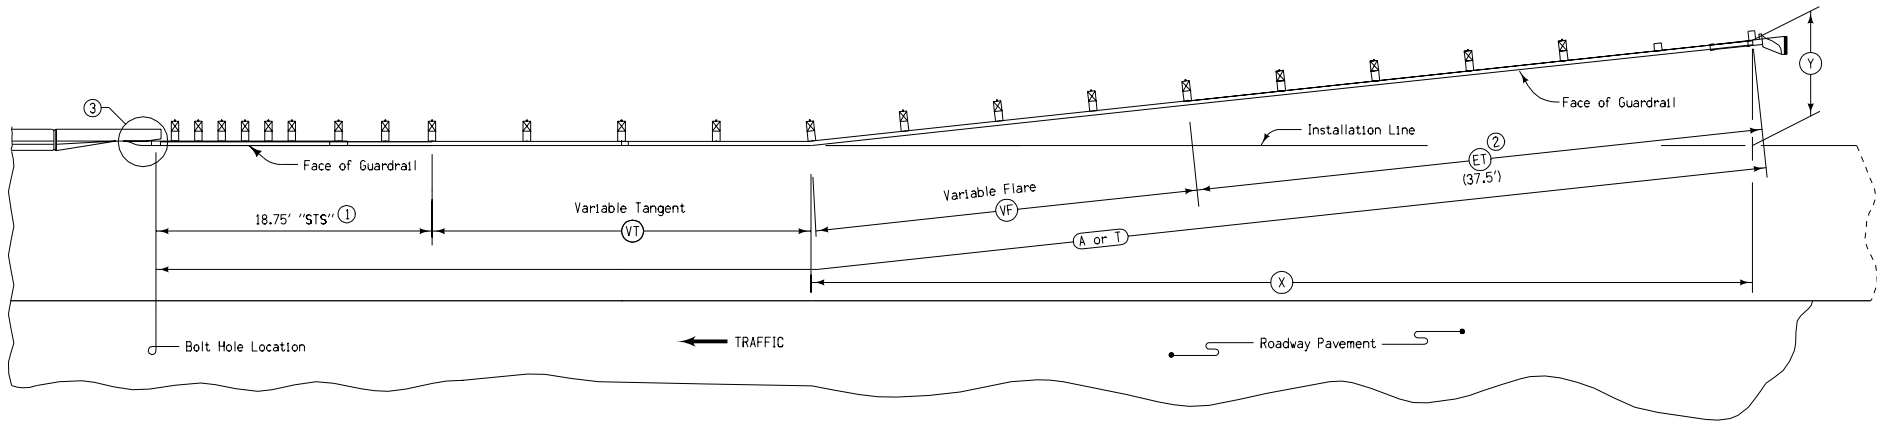 Y
3
Face of Guardrail
Installation Line
2
ET
(37.5')
Face of Guardrail
Variable Flare
VF
18.75' "STS" 1
Variable Tangent
VT
A or T
X
Bolt Hole Location
TRAFFIC
Roadway Pavement